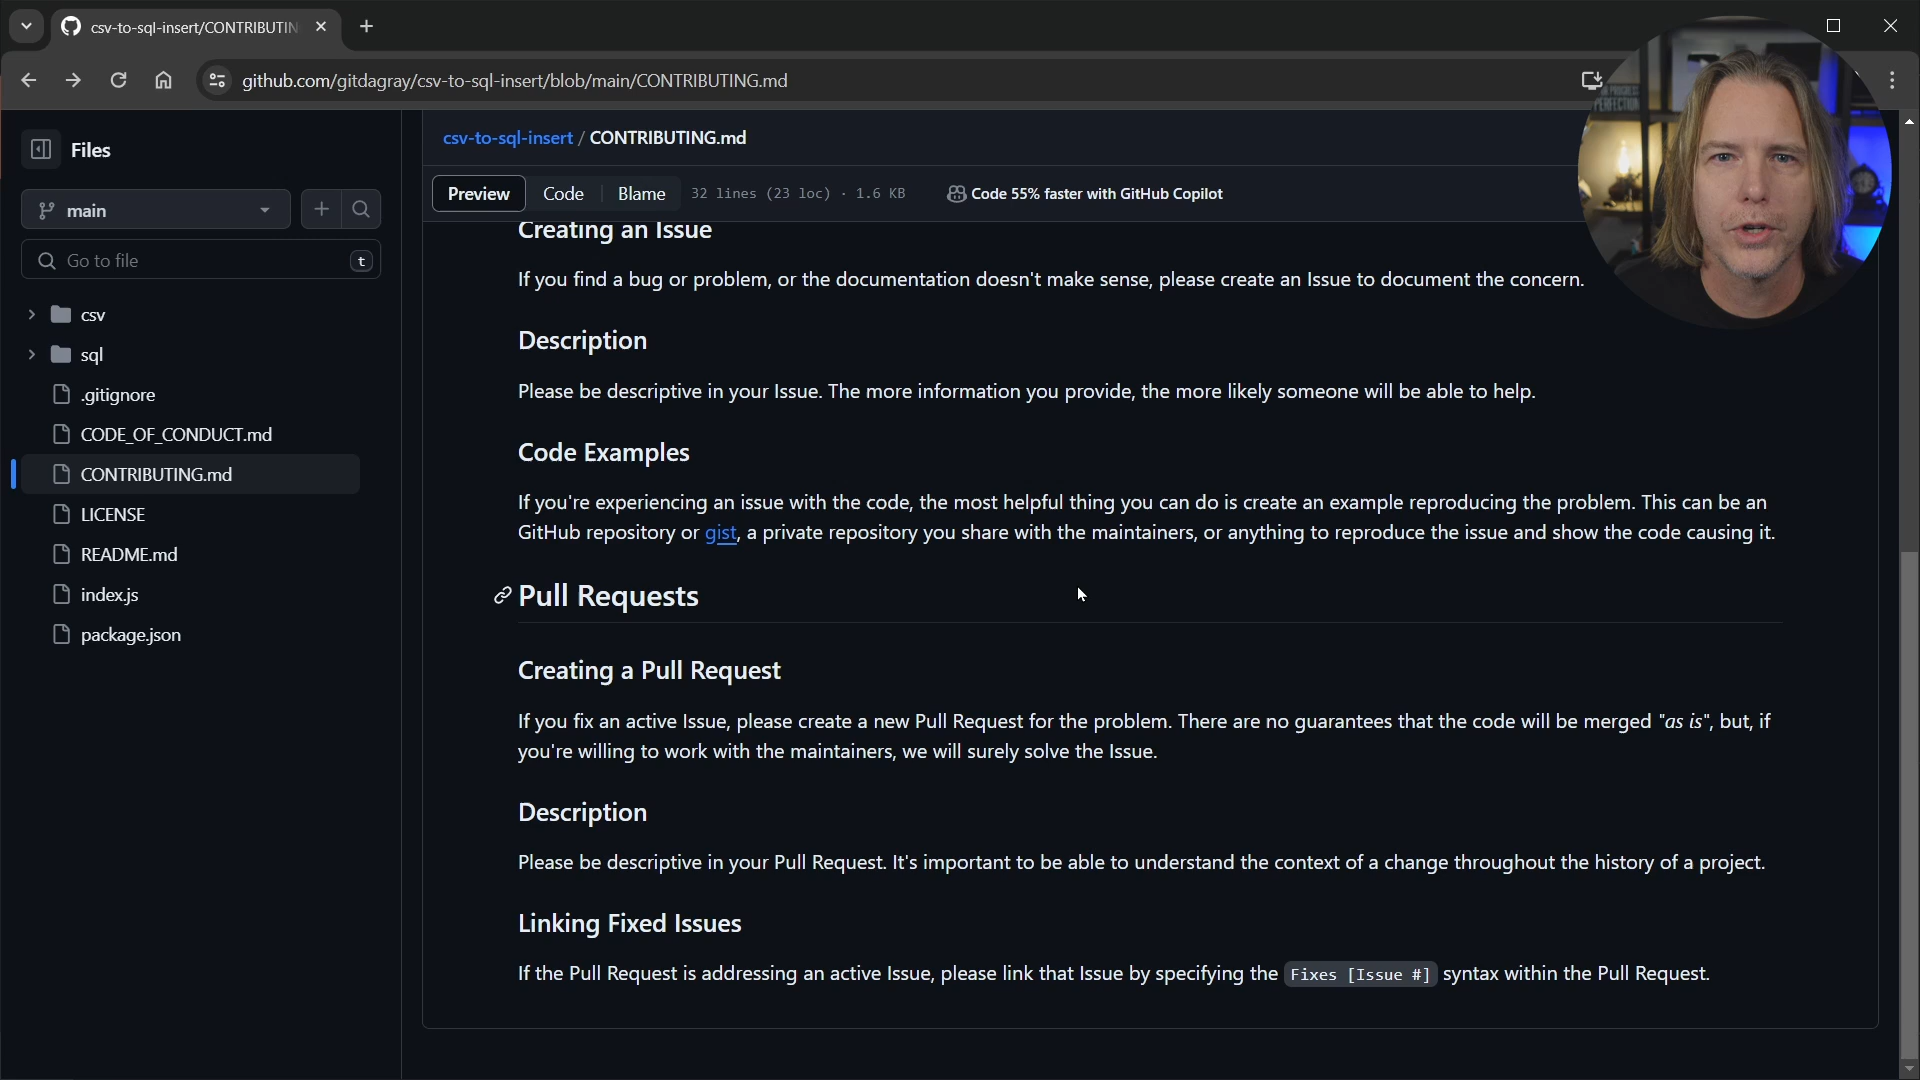 csv-to-sql-insert/CONTRIBUTIN
github.com/gitdagray/csv-to-sql-insert/blob/main/CONTRIBUTING.md
PERFECTION
Files
csv-to-sql-insert / CONTRIBUTING.md
main
Preview
Code
Blame
32 lines (23 loc) · 1.6 KB
Code 55% faster with GitHub Copilot
Go to file
t
csv
sql
.gitignore
CODE_OF_CONDUCT.md
CONTRIBUTING.md
LICENSE
README.md
index.js
package.json
Creating an Issue
If you find a bug or problem, or the documentation doesn't make sense, please create an Issue to document the concern.
Description
Please be descriptive in your Issue. The more information you provide, the more likely someone will be able to help.
Code Examples
If you're experiencing an issue with the code, the most helpful thing you can do is create an example reproducing the problem. This can be an
GitHub repository or gist, a private repository you share with the maintainers, or anything to reproduce the issue and show the code causing it.
Pull Requests
Creating a Pull Request
If you fix an active Issue, please create a new Pull Request for the problem. There are no guarantees that the code will be merged "as is", but, if
you're willing to work with the maintainers, we will surely solve the Issue.
Description
Please be descriptive in your Pull Request. It's important to be able to understand the context of a change throughout the history of a project.
Linking Fixed Issues
If the Pull Request is addressing an active Issue, please link that Issue by specifying the Fixes [Issue #] syntax within the Pull Request.